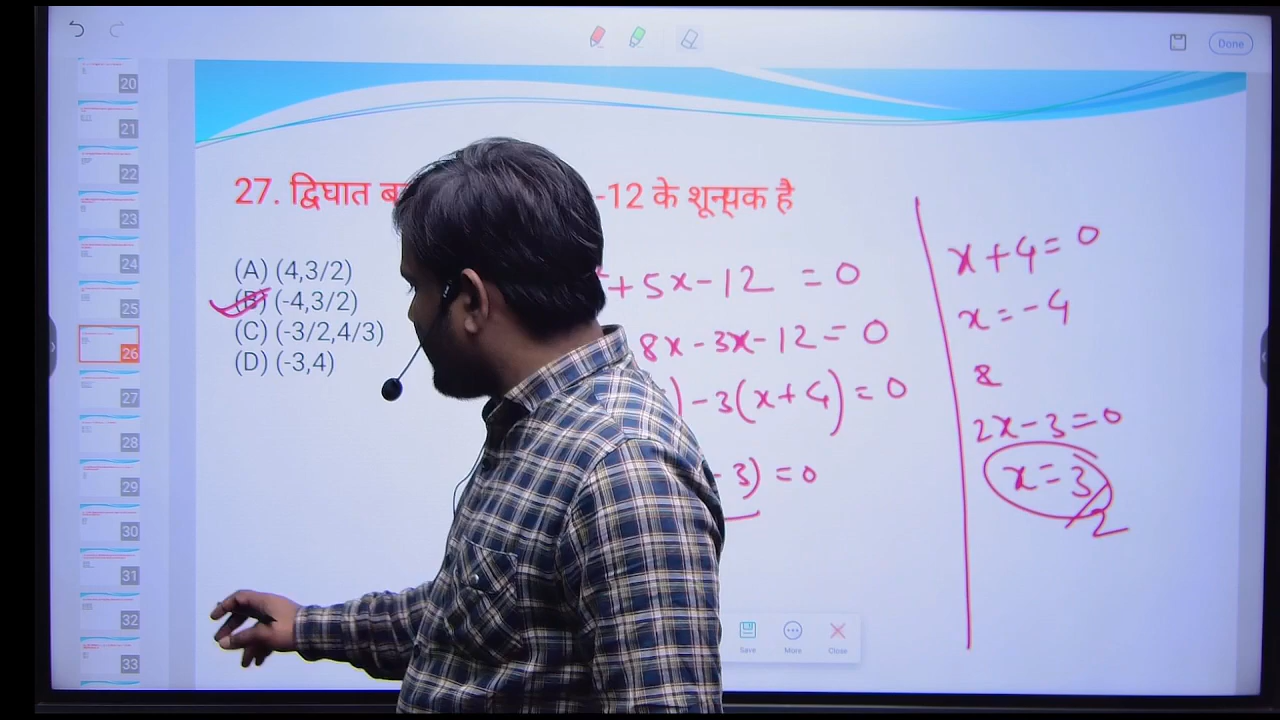 Done
20
21
22
23
24
25
26
27
28
29
30
31
32
33
27. द्विघात -12 के शून्यक है
(A) (4,3/2)
(B) (-4,3/2)
(C) (-3/2,4/3)
(D) (-3,4)
+5x-12 =0
8x-3x-12=0
)-3(x+4)=0
-3)=0
x+4=0
x=-4
&
2x-3=0
x=3/2
Save More Close